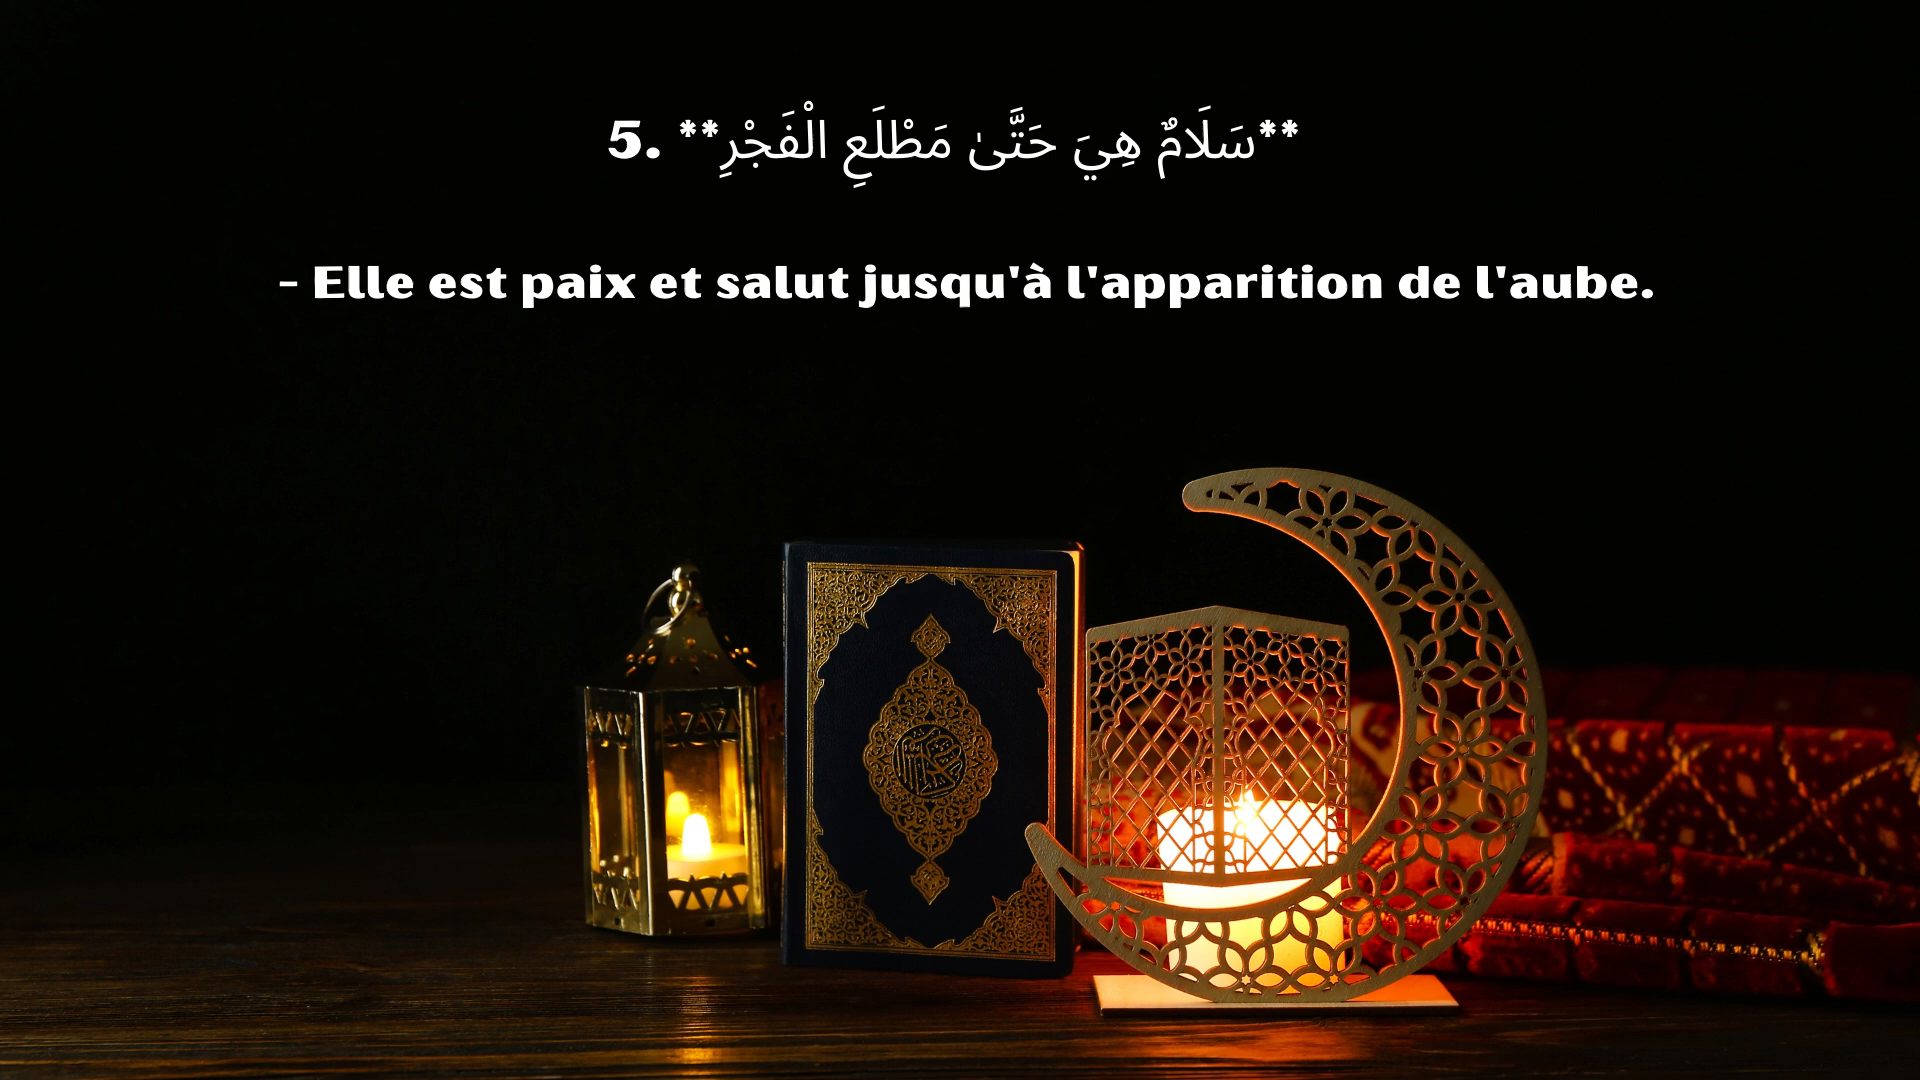 5. **سَلَامٌ هِيَ حَتَّىٰ مَطْلَعِ الْفَجْرِ**
- Elle est paix et salut jusqu'à l'apparition de l'aube.